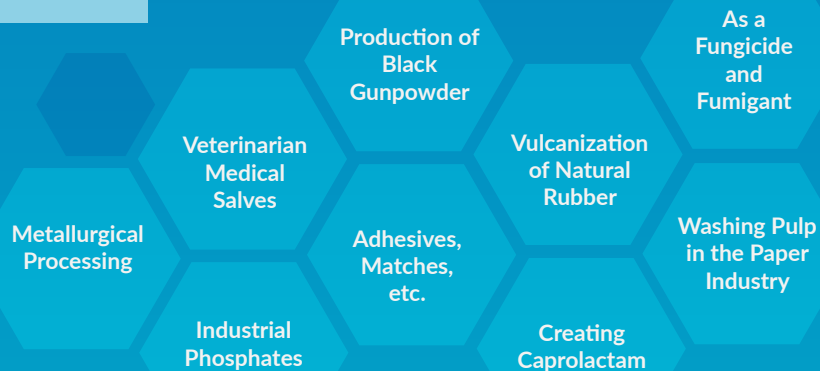 Production of
Black
Gunpowder
As a
Fungicide
and
Fumigant
Veterinarian
Medical
Salves
Vulcanization
of Natural
Rubber
Metallurgical
Processing
Adhesives,
Matches,
etc.
Washing Pulp
in the Paper
Industry
Industrial
Phosphates
Creating
Caprolactam